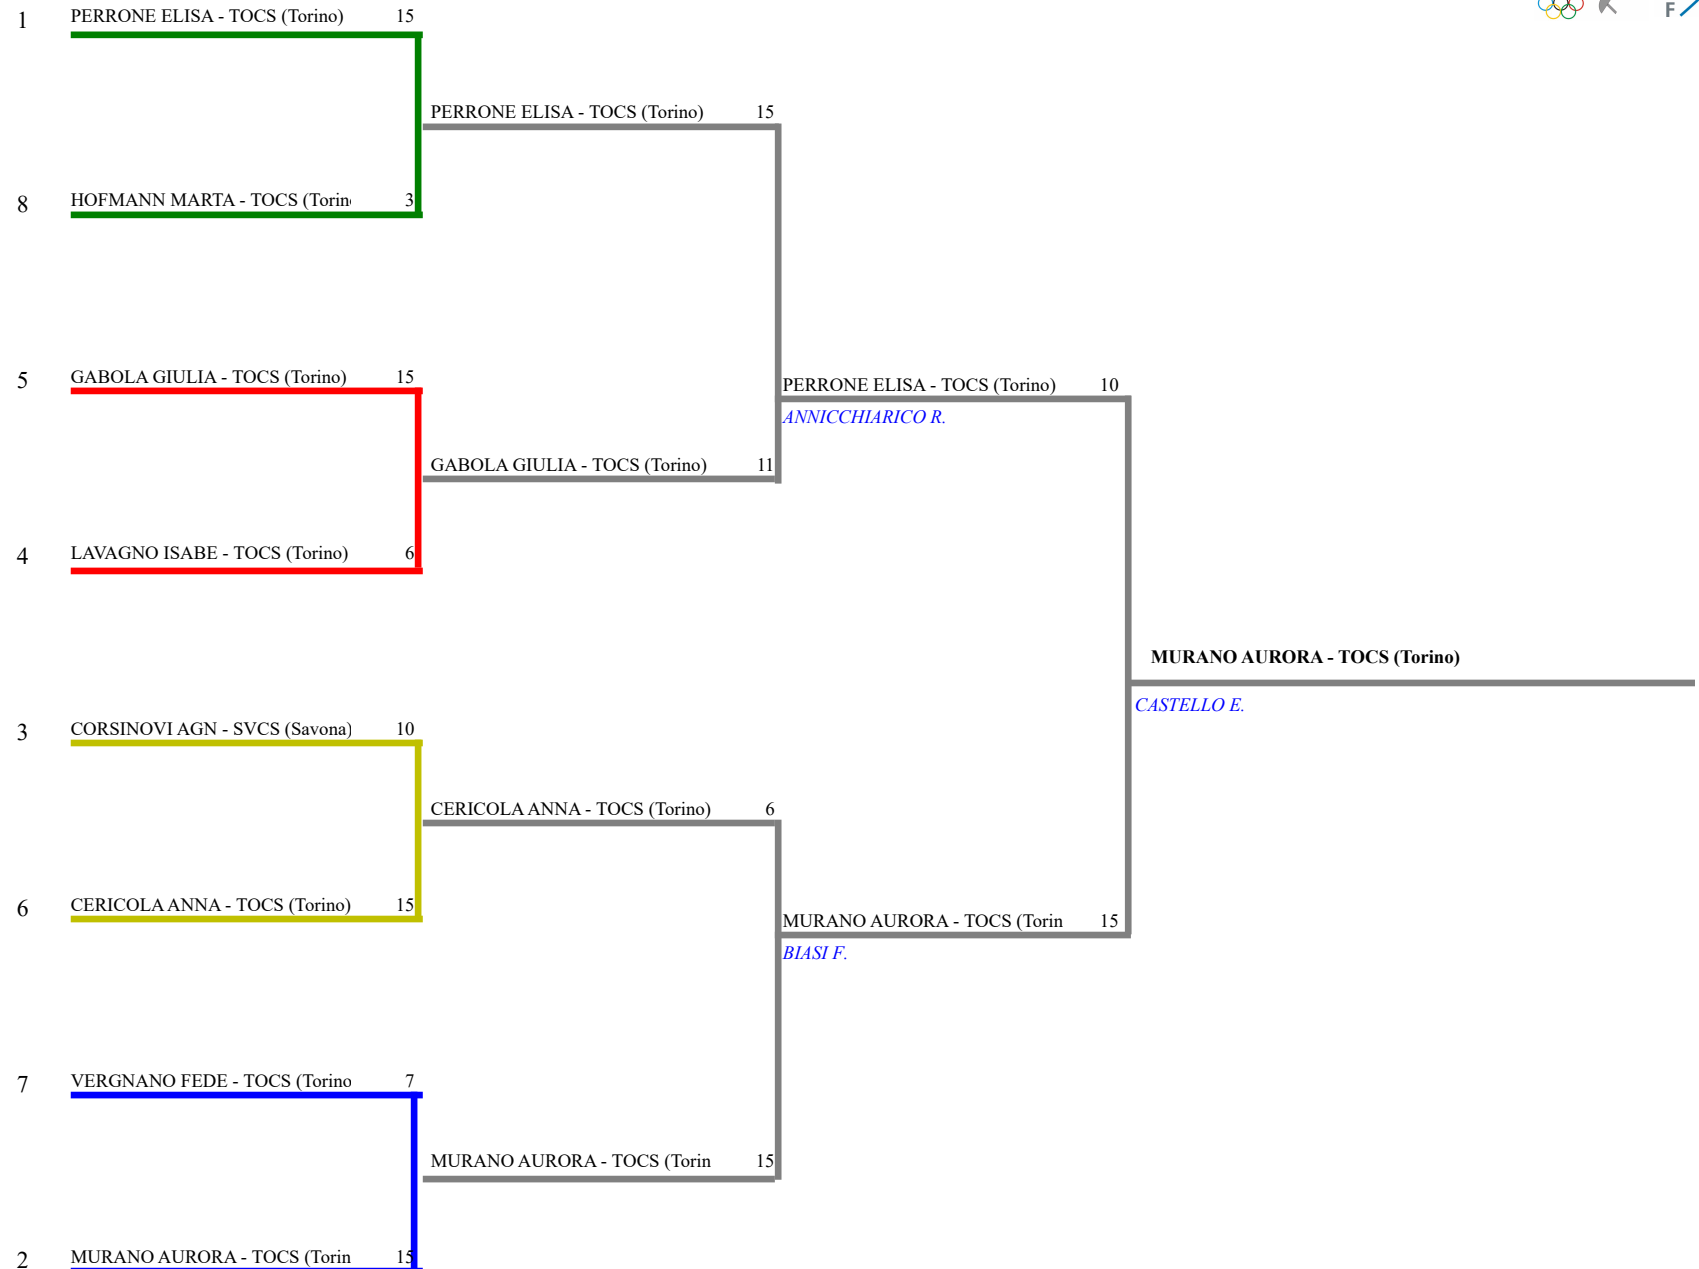 1 PERRONE ELISA - TOCS (Torino) 15
F
PERRONE ELISA - TOCS (Torino) 15
8 HOFMANN MARTA - TOCS (Torin 3
5 GABOLA GIULIA - TOCS (Torino) 15
PERRONE ELISA - TOCS (Torino) 10
ANNICCHIARICO R.
GABOLA GIULIA - TOCS (Torino) 11
4 LAVAGNO ISABE - TOCS (Torino) 6
MURANO AURORA - TOCS (Torino)
CASTELLO E.
3 CORSINOVI AGN - SVCS (Savona) 10
CERICOLA ANNA - TOCS (Torino) 6
6 CERICOLA ANNA - TOCS (Torino) 15
MURANO AURORA - TOCS (Torin 15
BIASI F.
7 VERGNANO FEDE - TOCS (Torino 7
MURANO AURORA - TOCS (Torin 15
2 MURANO AURORA - TOCS (Torin 15